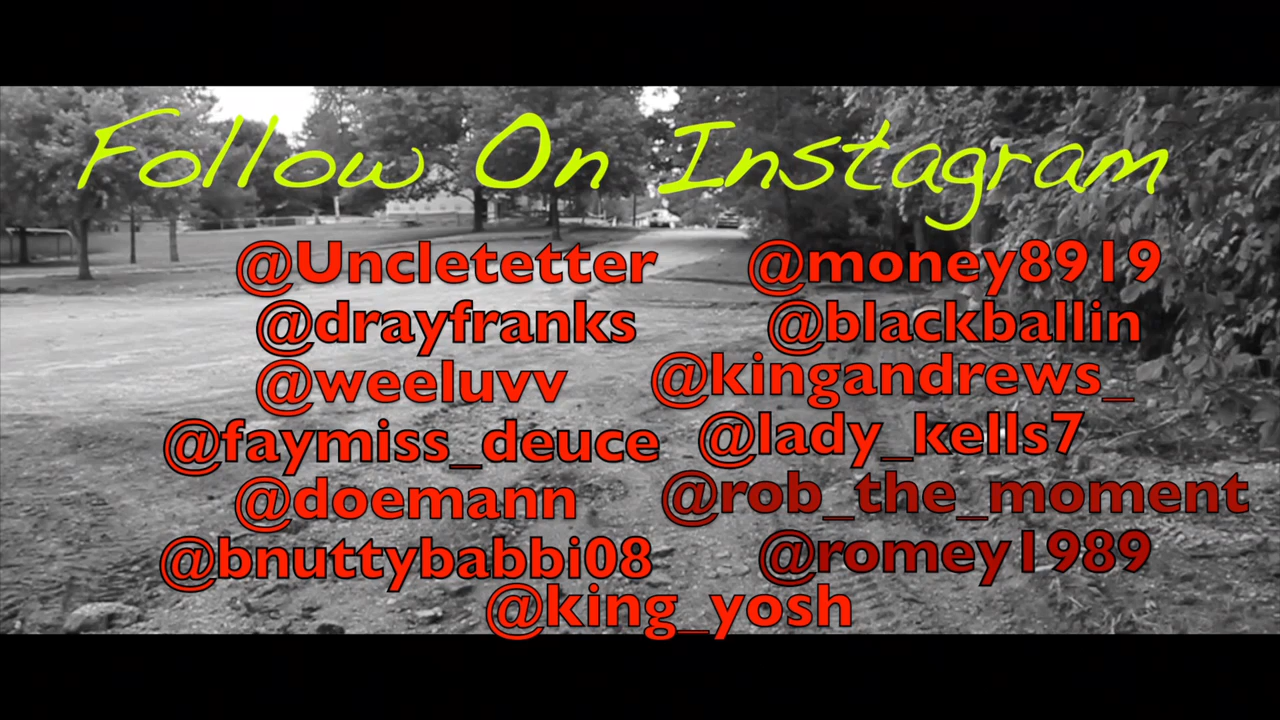 Follow On Instagram
@Uncletetter @money8919
@drayfranks @blackballin
@weeluvv @kingandrews_
@faymiss_deuce @lady_kells7
@doemann @rob_the_moment
@bnuttybabbi08 @romey1989
@king_yosh